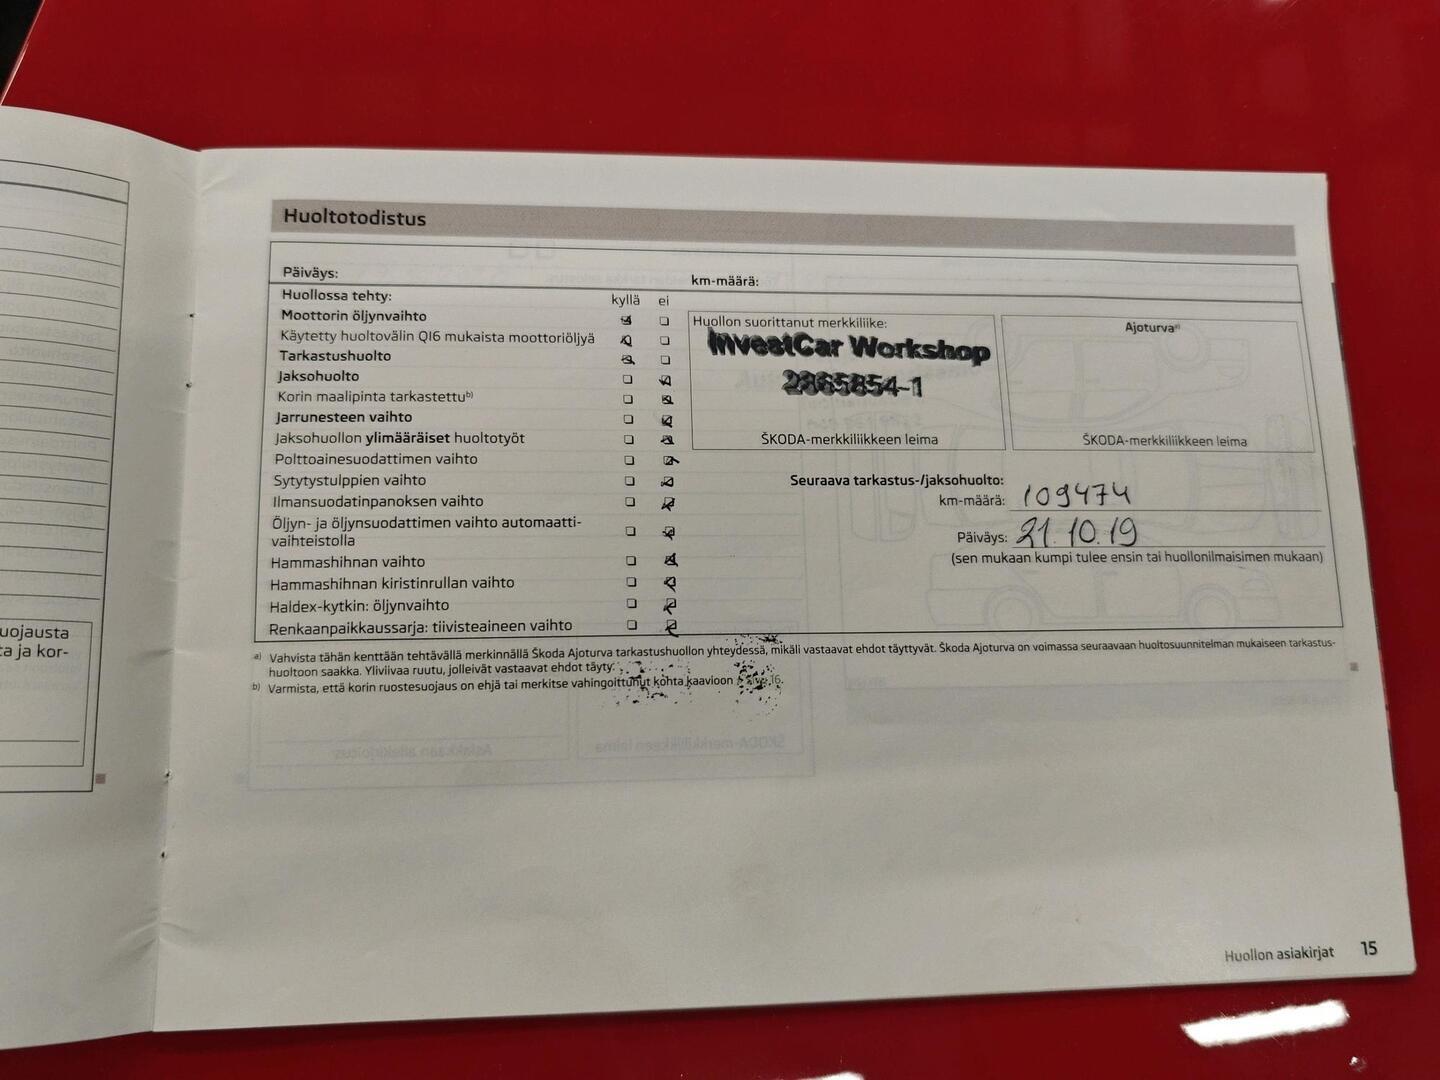 uojausta
ta ja kor-
Huoltotodistus
Päiväys:
km-määrä:
Huollossa tehty:
kyllä ei
Moottorin öljynvaihto
Käytetty huoltovälin QI6 mukaista moottoriöljyä
Tarkastushuolto
Jaksohuolto
Korin maalipinta tarkastettu b)
Jarrunesteen vaihto
Jaksohuollon ylimääräiset huoltotyöt
Polttoainesuodattimen vaihto
Sytytystulppien vaihto
Ilmansuodatinpanoksen vaihto
Öljyn- ja öljynsuodattimen vaihto automaatti-
vaihteistolla
Hammashihnan vaihto
Hammashihnan kiristinrullan vaihto
Haldex-kytkin: öljynvaihto
Renkaanpaikkaussarja: tiivisteaineen vaihto
Huollon suorittanut merkkiliike:
InvestCar Workshop
2865854-1
ŠKODA-merkkiliikkeen leima
Ajoturva a)
ŠKODA-merkkiliikkeen leima
Seuraava tarkastus-/jaksohuolto:
km-määrä: 109474
Päiväys: 21.10.19
(sen mukaan kumpi tulee ensin tai huollonilmaisimen mukaan)
a) Vahvista tähän kenttään tehtävällä merkinnällä Škoda Ajoturva tarkastushuollon yhteydessä, mikäli vastaavat ehdot täyttyvät. Škoda Ajoturva on voimassa seuraavaan huoltosuunnitelman mukaiseen tarkastus-
huoltoon saakka. Yliviivaa ruutu, jolleivät vastaavat ehdot täyty.
b) Varmista, että korin ruostesuojaus on ehjä tai merkitse vahingoittunut kohta kaavioon 16.
Huollon asiakirjat 15